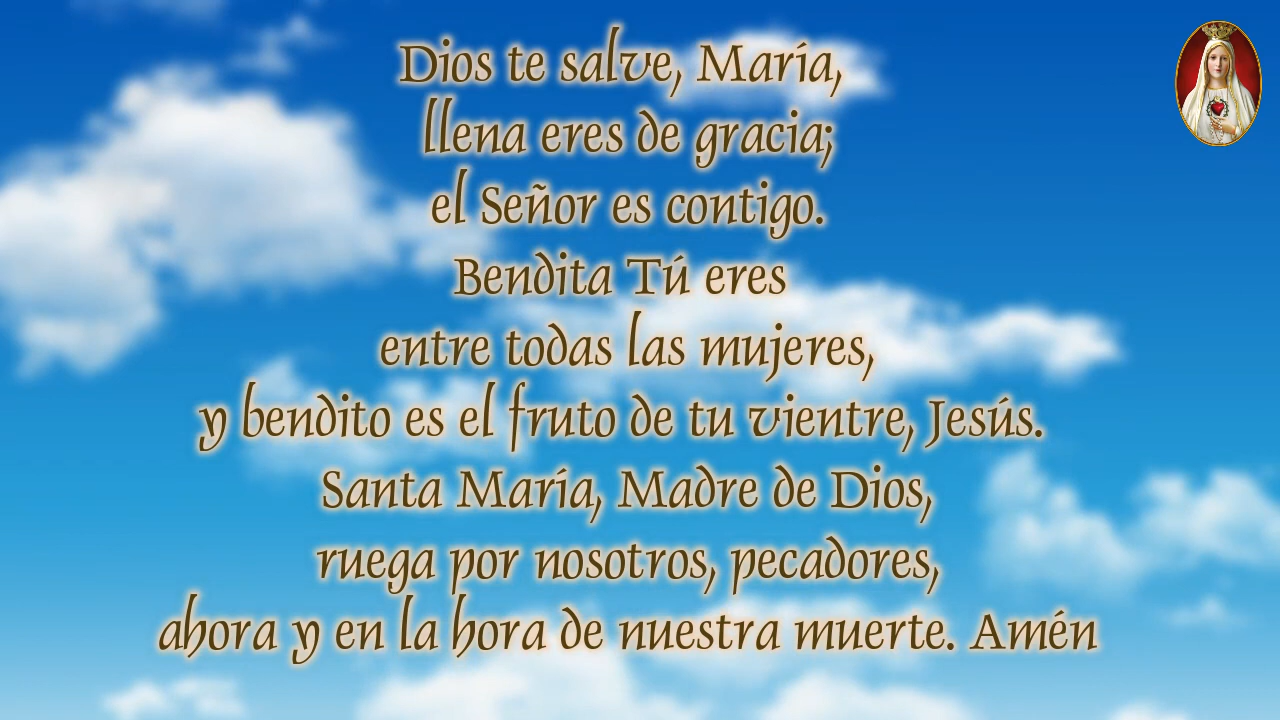 Dios te salve, María,
llena eres de gracia;
el Señor es contigo.
Bendita Tú eres
entre todas las mujeres,
y bendito es el fruto de tu vientre, Jesús.
Santa María, Madre de Dios,
ruega por nosotros, pecadores,
ahora y en la hora de nuestra muerte. Amén